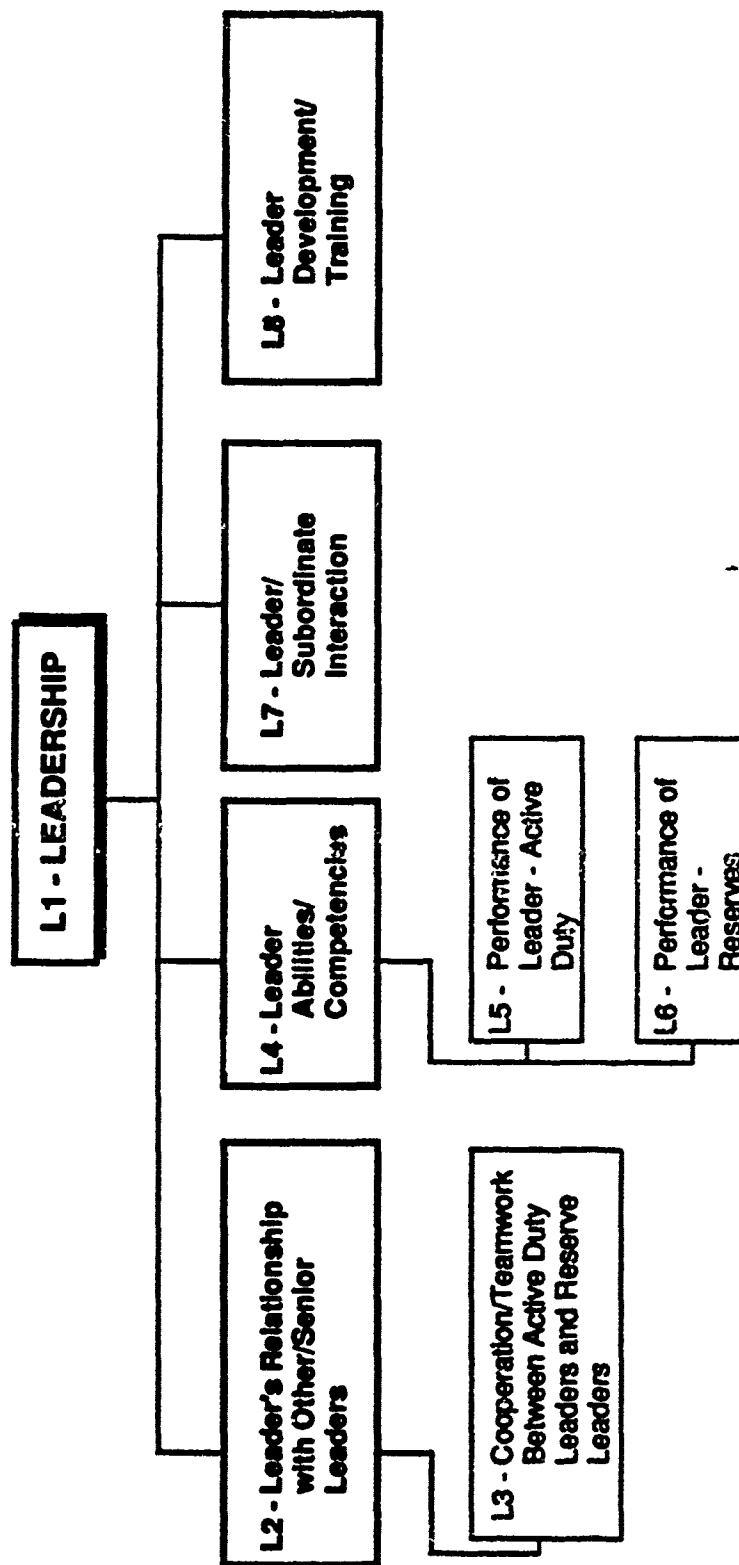 L1 - LEADERSHIP
L2 - Leader's Relationship
with Other/Senior
Leaders
L3 - Cooperation/Teamwork
Between Active Duty
Leaders and Reserve
Leaders
L4 - Leader
Abilities/
Competencies
L5 - Performance of
Leader - Active
Duty
L6 - Performance of
Leader -
Reserves
L7 - Leader/
Subordinate
Interaction
L8 - Leader
Development/
Training